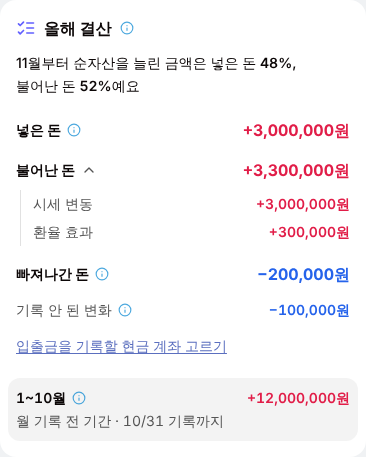 올해 결산
11월부터 순자산을 늘린 금액은 넣은 돈 48%,
불어난 돈 52%예요
넣은 돈 +3,000,000원
불어난 돈 +3,300,000원
시세 변동 +3,000,000원
환율 효과 +300,000원
빠져나간 돈 −200,000원
기록 안 된 변화 −100,000원
입출금을 기록할 현금 계좌 고르기
1~10월 +12,000,000원
월 기록 전 기간 · 10/31 기록까지